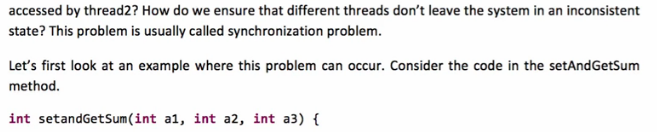 accessed by thread2? How do we ensure that different threads don’t leave the system in an inconsistent
state? This problem is usually called synchronization problem.
Let’s first look at an example where this problem can occur. Consider the code in the setAndGetSum
method.
int setandGetSum(int a1, int a2, int a3) {